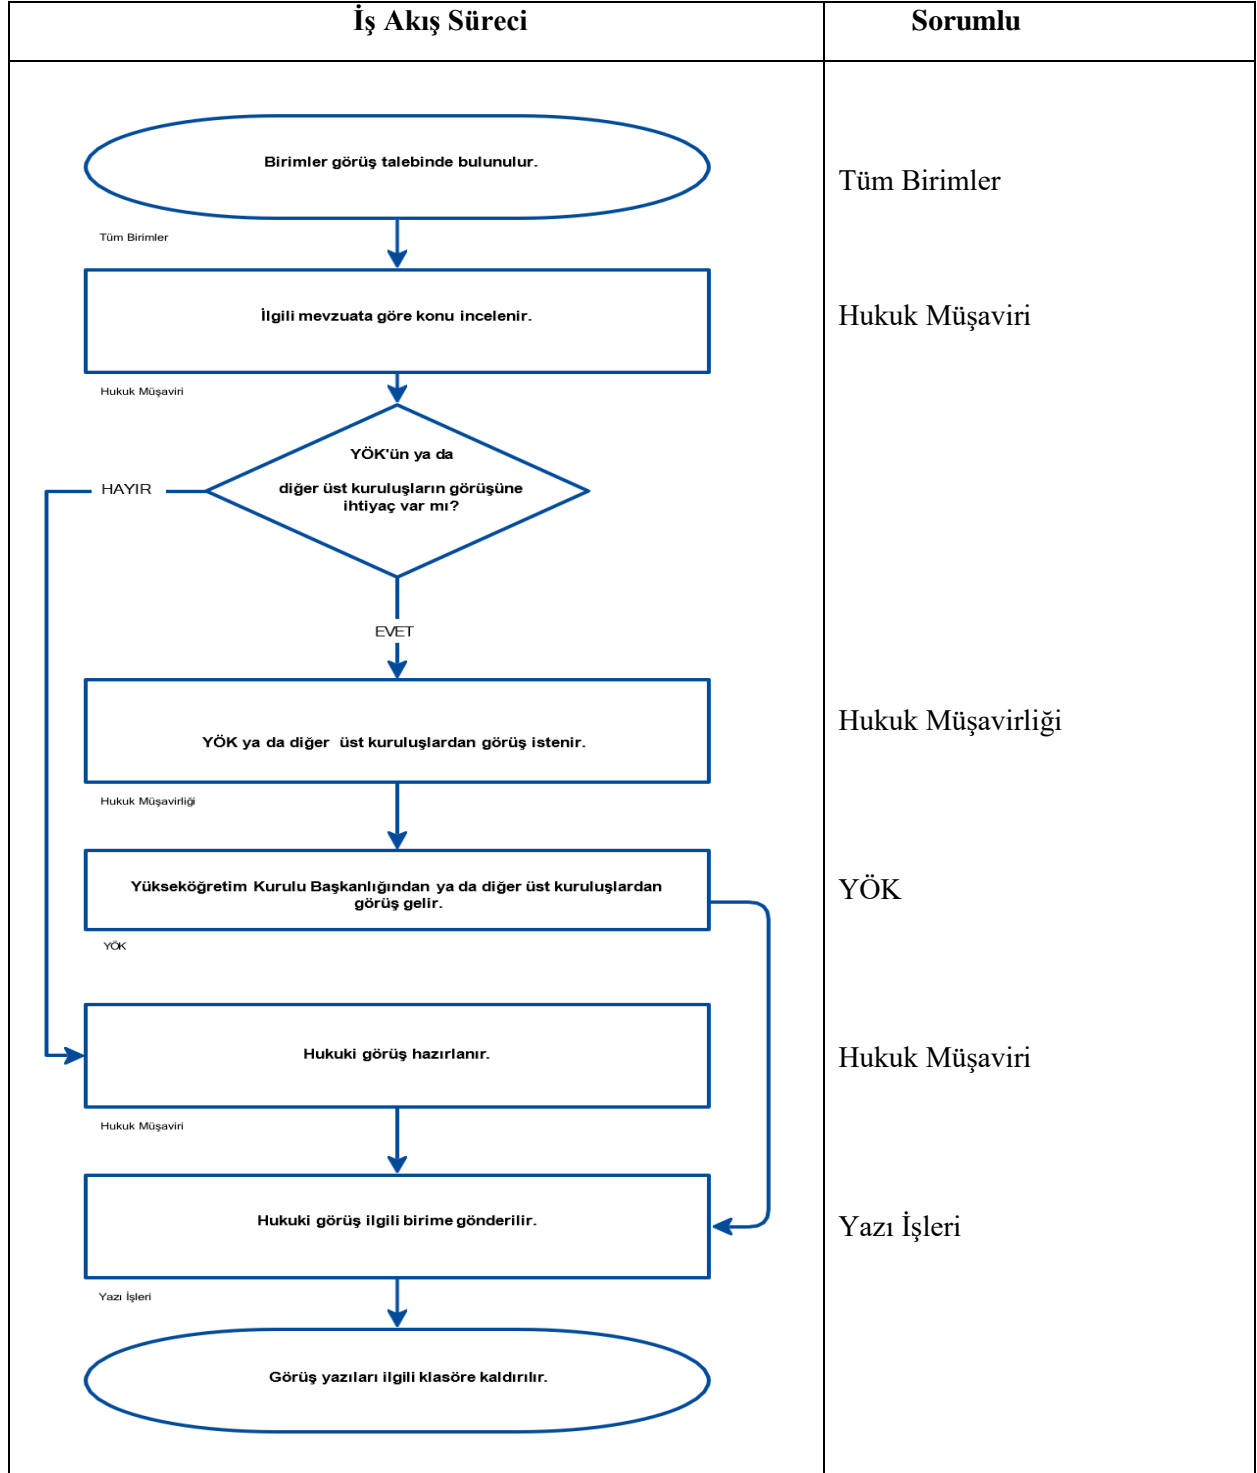 İş Akış Süreci
Sorumlu
Birimler görüş talebinde bulunulur.
Tüm Birimler
Tüm Birimler
İlgili mevzuata göre konu incelenir.
Hukuk Müşaviri
Hukuk Müşaviri
YÖK'ün ya da
diğer üst kuruluşların görüşüne
ihtiyaç var mı?
HAYIR
EVET
YÖK ya da diğer üst kuruluşlardan görüş istenir.
Hukuk Müşavirliği
Hukuk Müşavirliği
Yükseköğretim Kurulu Başkanlığından ya da diğer üst kuruluşlardan
görüş gelir.
YÖK
YÖK
Hukuki görüş hazırlanır.
Hukuk Müşaviri
Hukuk Müşaviri
Hukuki görüş ilgili birime gönderilir.
Yazı İşleri
Yazı İşleri
Görüş yazıları ilgili klasöre kaldırılır.